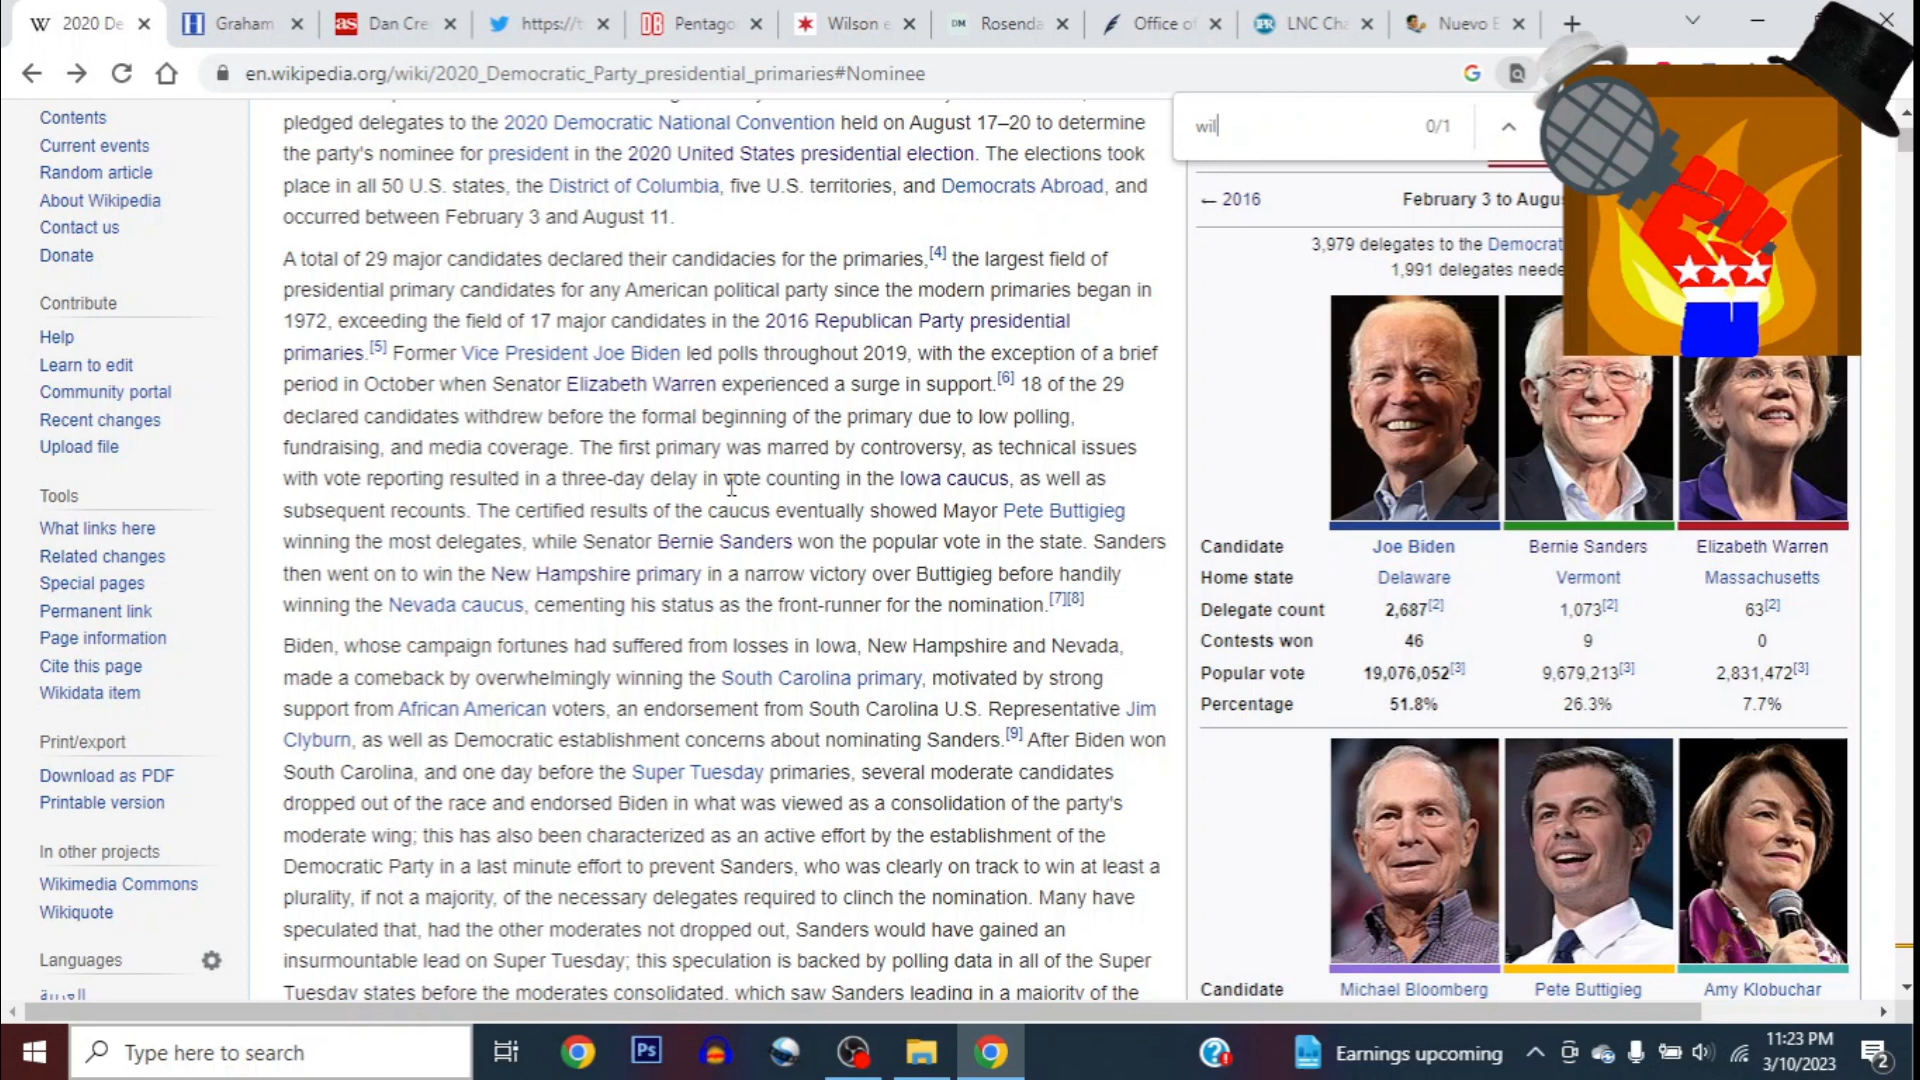 2020 De
Graham
Dan Cre
https://t
Pentago
Wilson e
DM
Rosenda
Office of
LNC Cha
Nuevo E
en.wikipedia.org/wiki/2020_Democratic_Party_presidential_primaries#Nominee
wil
0/1
Contents
Current events
Random article
About Wikipedia
Contact us
Donate
Contribute
Help
Learn to edit
Community portal
Recent changes
Upload file
Tools
What links here
Related changes
Special pages
Permanent link
Page information
Cite this page
Wikidata item
Print/export
Download as PDF
Printable version
In other projects
Wikimedia Commons
Wikiquote
Languages
pledged delegates to the 2020 Democratic National Convention held on August 17–20 to determine
the party's nominee for president in the 2020 United States presidential election. The elections took
place in all 50 U.S. states, the District of Columbia, five U.S. territories, and Democrats Abroad, and
occurred between February 3 and August 11.
A total of 29 major candidates declared their candidacies for the primaries,[4] the largest field of
presidential primary candidates for any American political party since the modern primaries began in
1972, exceeding the field of 17 major candidates in the 2016 Republican Party presidential
primaries.[5] Former Vice President Joe Biden led polls throughout 2019, with the exception of a brief
period in October when Senator Elizabeth Warren experienced a surge in support.[6] 18 of the 29
declared candidates withdrew before the formal beginning of the primary due to low polling,
fundraising, and media coverage. The first primary was marred by controversy, as technical issues
with vote reporting resulted in a three-day delay in vote counting in the Iowa caucus, as well as
subsequent recounts. The certified results of the caucus eventually showed Mayor Pete Buttigieg
winning the most delegates, while Senator Bernie Sanders won the popular vote in the state. Sanders
then went on to win the New Hampshire primary in a narrow victory over Buttigieg before handily
winning the Nevada caucus, cementing his status as the front-runner for the nomination.[7][8]
Biden, whose campaign fortunes had suffered from losses in Iowa, New Hampshire and Nevada,
made a comeback by overwhelmingly winning the South Carolina primary, motivated by strong
support from African American voters, an endorsement from South Carolina U.S. Representative Jim
Clyburn, as well as Democratic establishment concerns about nominating Sanders.[9] After Biden won
South Carolina, and one day before the Super Tuesday primaries, several moderate candidates
dropped out of the race and endorsed Biden in what was viewed as a consolidation of the party's
moderate wing; this has also been characterized as an active effort by the establishment of the
Democratic Party in a last minute effort to prevent Sanders, who was clearly on track to win at least a
plurality, if not a majority, of the necessary delegates required to clinch the nomination. Many have
speculated that, had the other moderates not dropped out, Sanders would have gained an
insurmountable lead on Super Tuesday; this speculation is backed by polling data in all of the Super
Tuesday states before the moderates consolidated, which saw Sanders leading in a majority of the
← 2016
February 3 to Augu
3,979 delegates to the Democrat
1,991 delegates neede
Candidate Joe Biden Bernie Sanders Elizabeth Warren
Home state Delaware Vermont Massachusetts
Delegate count 2,687[2] 1,073[2] 63[2]
Contests won 46 9 0
Popular vote 19,076,052[3] 9,679,213[3] 2,831,472[3]
Percentage 51.8% 26.3% 7.7%
Candidate Michael Bloomberg Pete Buttigieg Amy Klobuchar
Type here to search
Ps
Earnings upcoming
11:23 PM
3/10/2023
2